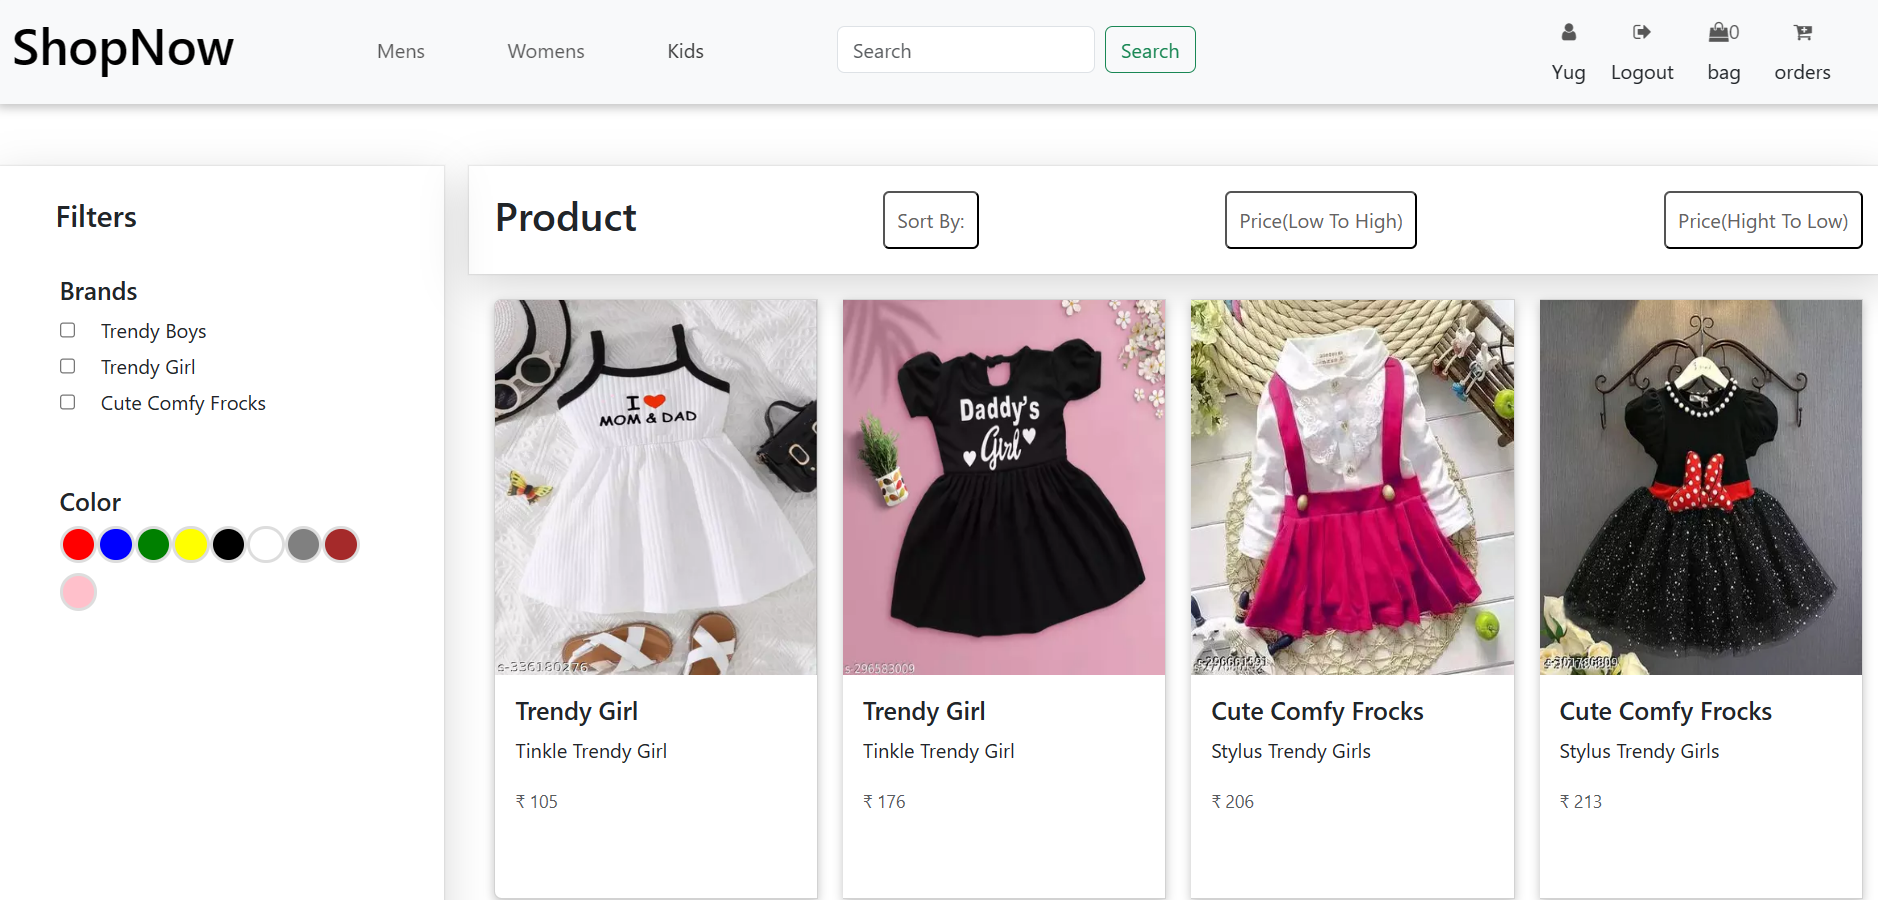 ShopNow
Mens
Womens
Kids
Search
Search
0
Yug
Logout
bag
orders
Filters
Brands
Trendy Boys
Trendy Girl
Cute Comfy Frocks
Color
Product
Sort By:
Price(Low To High)
Price(Hight To Low)
I
MOM & DAD
s-336180276
Daddy's
Girl
s-296583009
Trendy Girl
Tinkle Trendy Girl
₹ 105
Trendy Girl
Tinkle Trendy Girl
₹ 176
Cute Comfy Frocks
Stylus Trendy Girls
₹ 206
Cute Comfy Frocks
Stylus Trendy Girls
₹ 213